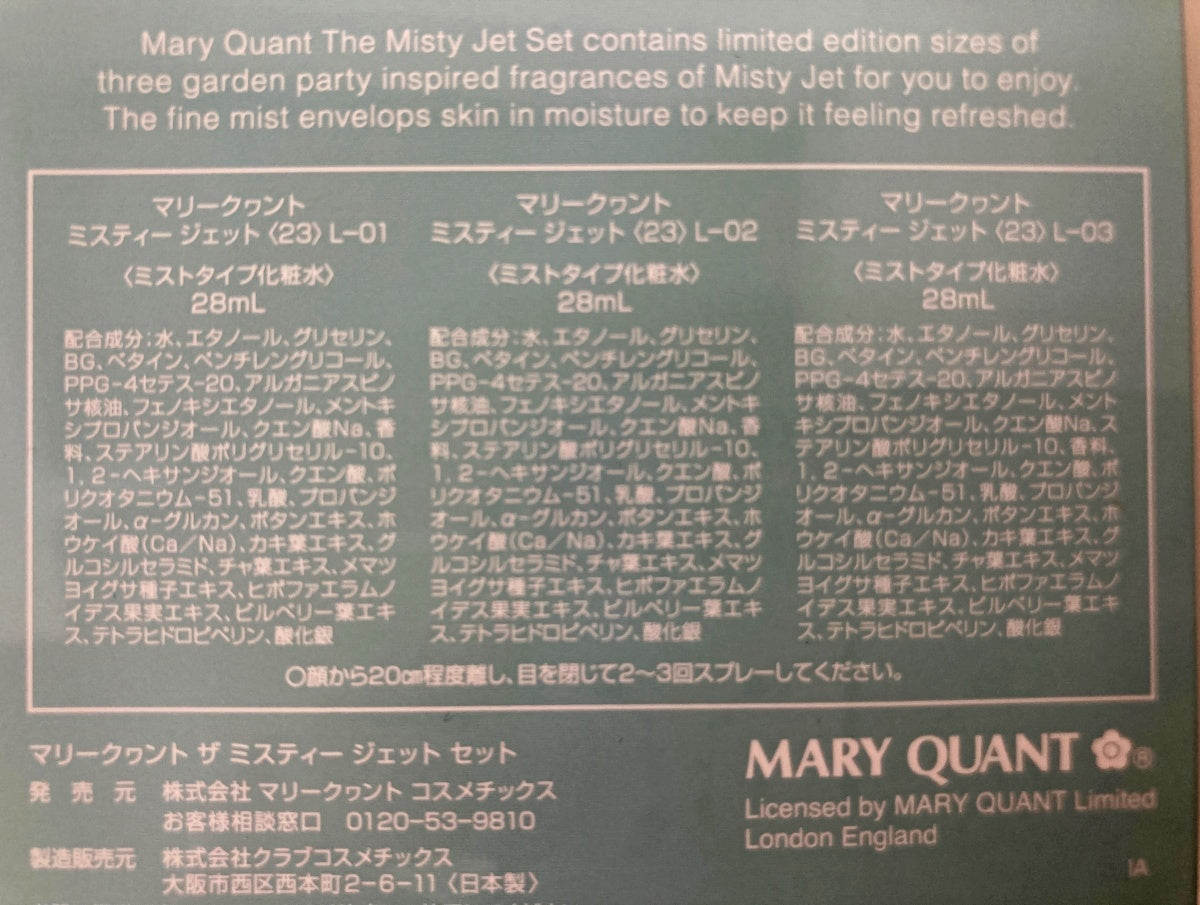 Mary Quant The Misty Jet Set contains limited edition sizes of
three garden party inspired fragrances of Misty Jet for you to enjoy.
The fine mist envelops skin in moisture to keep it feeling refreshed.
マリークヮント
ミスティー ジェット〈23〉L-01
〈ミストタイプ化粧水〉
28mL
配合成分:水、エタノール、グリセリン、
BG、ベタイン、ペンチレングリコール、
PPG-4セテス-20、アルガニアスピノ
サ核油、フェノキシエタノール、メントキ
シプロパンジオール、クエン酸Na、香
料、ステアリン酸ポリグリセリル-10、
1，2-ヘキサンジオール、クエン酸、ポ
リクオタニウム-51、乳酸、プロパンジ
オール、α-グルカン、ボタンエキス、ホ
ウケイ酸(Ca／Na)、カキ葉エキス、グ
ルコシルセラミド、チャ葉エキス、メマツ
ヨイグサ種子エキス、ヒポファエラムノ
イデス果実エキス、ビルベリー葉エキ
ス、テトラヒドロピペリン、酸化銀
マリークヮント
ミスティー ジェット〈23〉L-02
〈ミストタイプ化粧水〉
28mL
配合成分:水、エタノール、グリセリン、
BG、ベタイン、ペンチレングリコール、
PPG-4セテス-20、アルガニアスピノ
サ核油、フェノキシエタノール、メントキ
シプロパンジオール、クエン酸Na、香
料、ステアリン酸ポリグリセリル-10、
1，2-ヘキサンジオール、クエン酸、ポ
リクオタニウム-51、乳酸、プロパンジ
オール、α-グルカン、ボタンエキス、ホ
ウケイ酸(Ca／Na)、カキ葉エキス、グ
ルコシルセラミド、チャ葉エキス、メマツ
ヨイグサ種子エキス、ヒポファエラムノ
イデス果実エキス、ビルベリー葉エキ
ス、テトラヒドロピペリン、酸化銀
マリークヮント
ミスティー ジェット〈23〉L-03
〈ミストタイプ化粧水〉
28mL
配合成分:水、エタノール、グリセリン、
BG、ベタイン、ペンチレングリコール、
PPG-4セテス-20、アルガニアスピノ
サ核油、フェノキシエタノール、メント
キシプロパンジオール、クエン酸Na、ス
テアリン酸ポリグリセリル-10、香料、
1，2-ヘキサンジオール、クエン酸、ポ
リクオタニウム-51、乳酸、プロパンジ
オール、α-グルカン、ボタンエキス、ホ
ウケイ酸(Ca／Na)、カキ葉エキス、グ
ルコシルセラミド、チャ葉エキス、メマツ
ヨイグサ種子エキス、ヒポファエラムノ
イデス果実エキス、ビルベリー葉エキ
ス、テトラヒドロピペリン、酸化銀
○顔から20㎝程度離し、目を閉じて2～3回スプレーしてください。
マリークヮント ザ ミスティー ジェット セット
発 売 元 株式会社 マリークヮント コスメチックス
お客様相談窓口 0120-53-9810
製造販売元 株式会社クラブコスメチックス
大阪市西区西本町2-6-11〈日本製〉
MARY QUANT ®
Licensed by MARY QUANT Limited
London England